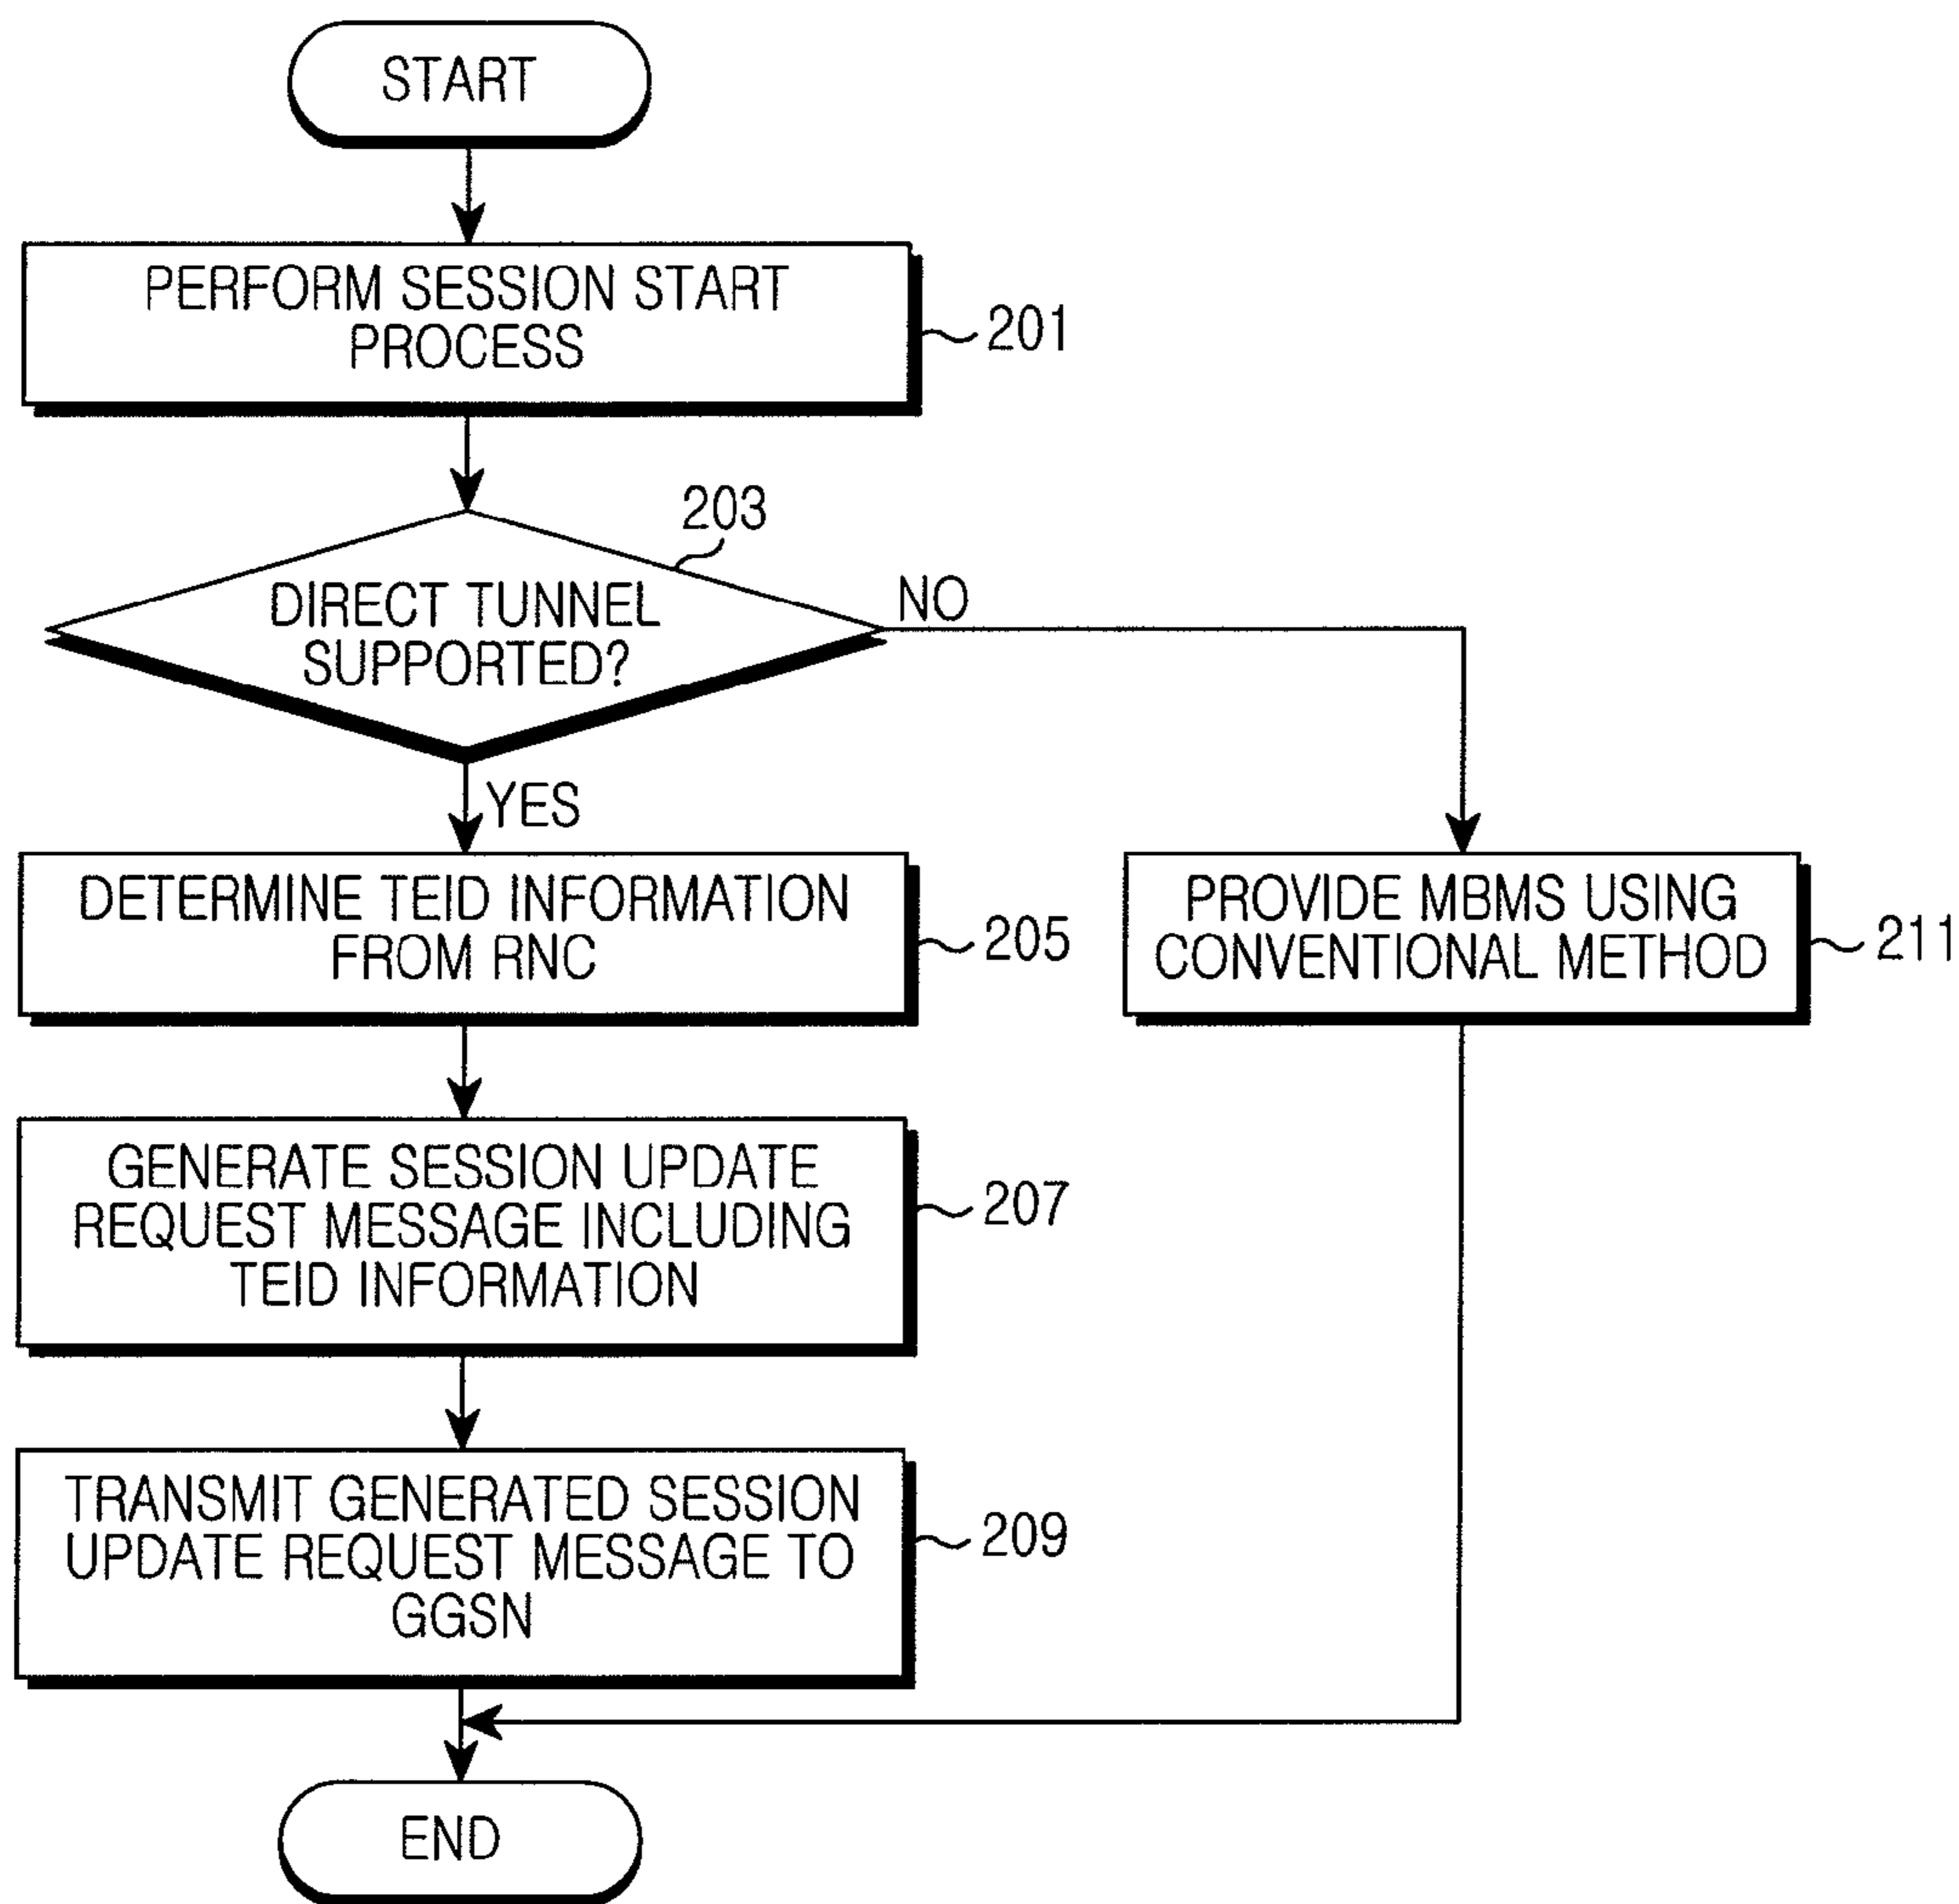 START
PERFORM SESSION START
PROCESS
201
203
DIRECT TUNNEL
SUPPORTED?
NO
YES
DETERMINE TEID INFORMATION
FROM RNC
205
PROVIDE MBMS USING
CONVENTIONAL METHOD
211
GENERATE SESSION UPDATE
REQUEST MESSAGE INCLUDING
TEID INFORMATION
207
TRANSMIT GENERATED SESSION
UPDATE REQUEST MESSAGE TO
GGSN
209
END